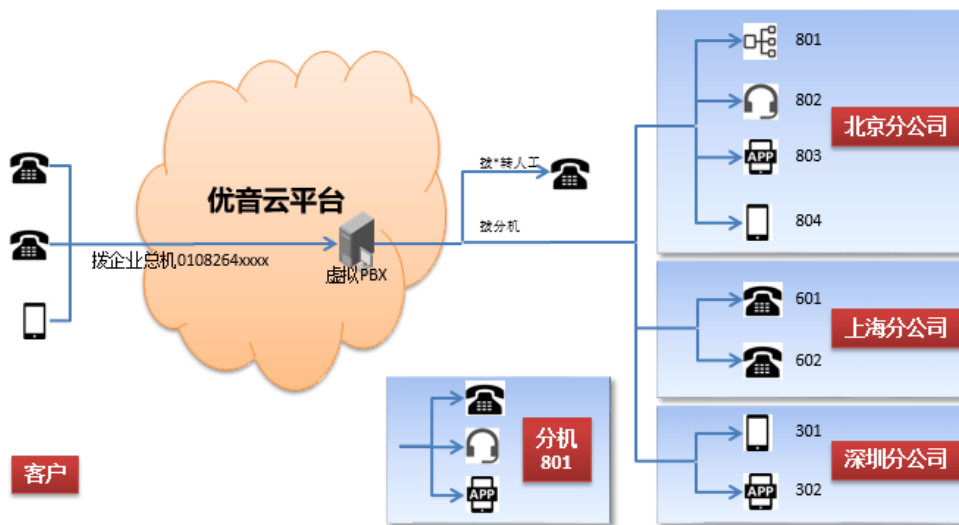 客户
优音云平台
拨企业总机0108264xxxx
虚拟PBX
拨*转人工
拨分机
801
802
APP
803
804
北京分公司
601
602
上海分公司
301
APP
302
深圳分公司
APP
分机
801